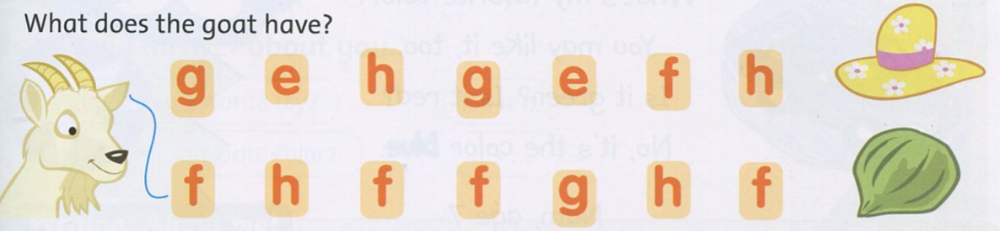 What does the goat have?
g e h g e f h
f h f f g h f